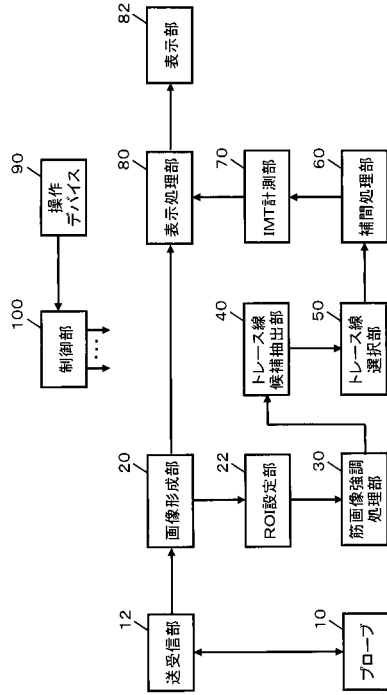 100
制御部
...
90
操作
デバイス
12
送受信部
20
画像形成部
80
表示処理部
82
表示部
22
ROI設定部
40
トレース線
候補抽出部
70
IMT計測部
10
プローブ
30
筋画像強調
処理部
50
トレース線
選択部
60
補間処理部